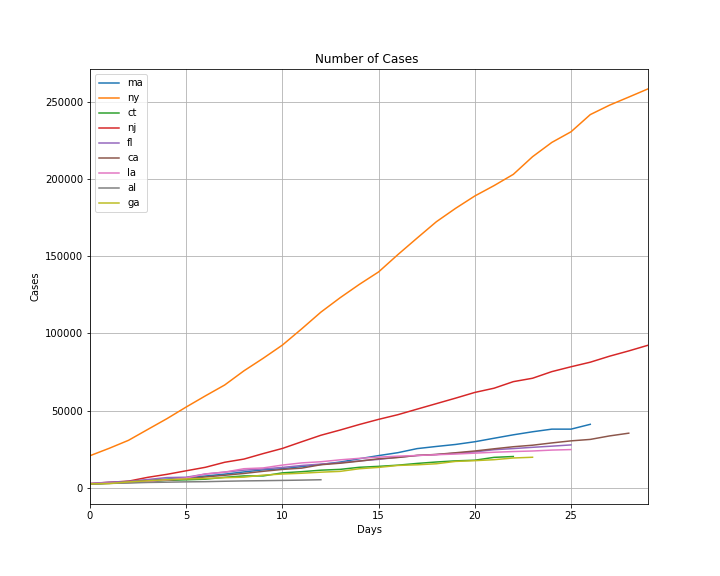 Number of Cases
ma
ny
ct
nj
fl
ca
la
al
ga
250000
200000
150000
100000
50000
0
Cases
0 5 10 15 20 25
Days